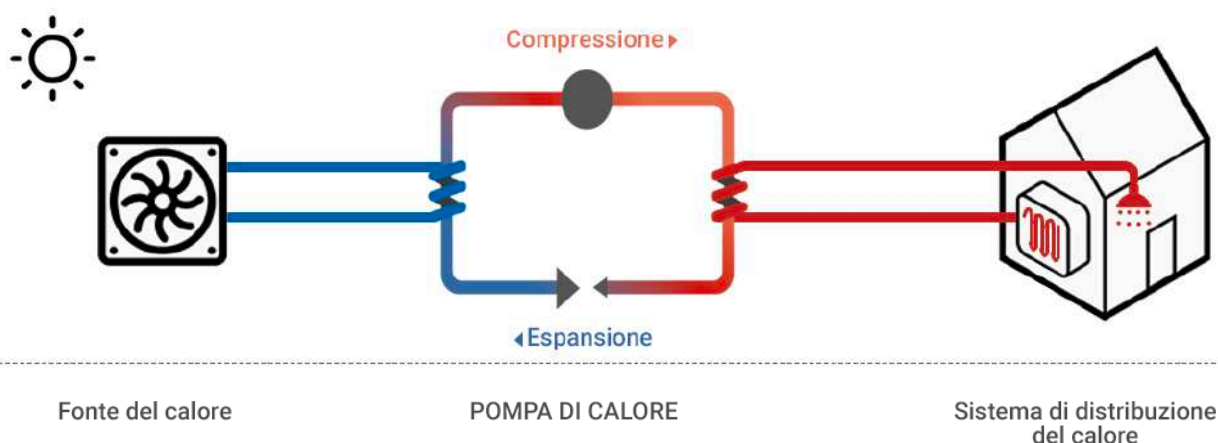 Compressione
Espansione
Fonte del calore
POMPA DI CALORE
Sistema di distribuzione
del calore